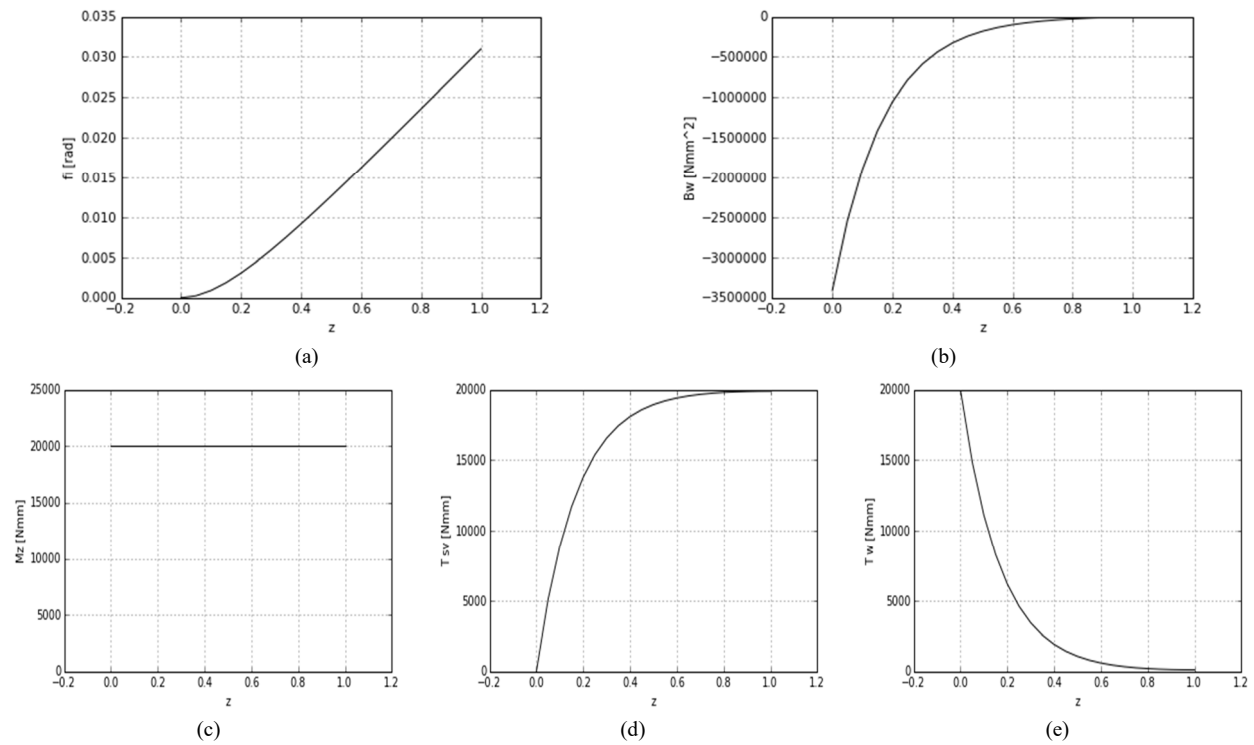 0.035
0.030
0.025
0.020
0.015
0.010
0.005
0.000
fi [rad]
−0.2 0.0 0.2 0.4 0.6 0.8 1.0 1.2
z
(a)
0
−500000
−1000000
−1500000
−2000000
−2500000
−3000000
−3500000
Bw [Nmm^2]
−0.2 0.0 0.2 0.4 0.6 0.8 1.0 1.2
z
(b)
25000
20000
15000
10000
5000
0
Mz [Nmm]
−0.2 0.0 0.2 0.4 0.6 0.8 1.0 1.2
z
(c)
20000
15000
10000
5000
0
T sv [Nmm]
−0.2 0.0 0.2 0.4 0.6 0.8 1.0 1.2
z
(d)
20000
15000
10000
5000
0
T w [Nmm]
−0.2 0.0 0.2 0.4 0.6 0.8 1.0 1.2
z
(e)